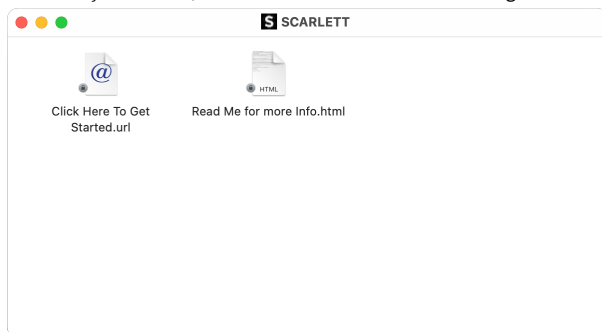 S SCARLETT
@
HTML
Click Here To Get
Started.url
Read Me for more Info.html